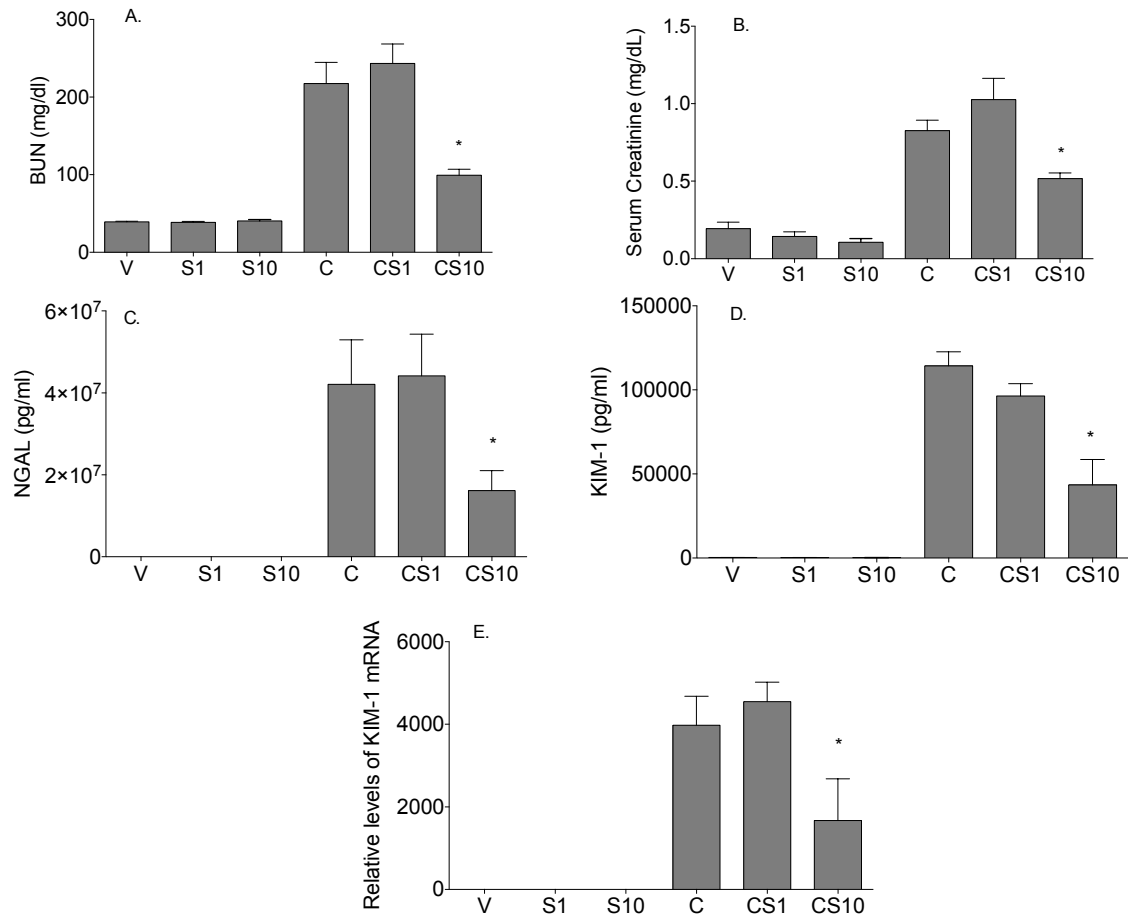 A.
BUN (mg/dl)
300
200
100
0
*
V S1 S10 C CS1 CS10
B.
Serum Creatinine (mg/dL)
1.5
1.0
0.5
0.0
*
V S1 S10 C CS1 CS10
C.
NGAL (pg/ml)
6×10⁷
4×10⁷
2×10⁷
0
*
V S1 S10 C CS1 CS10
D.
KIM-1 (pg/ml)
150000
100000
50000
0
*
V S1 S10 C CS1 CS10
E.
Relative levels of KIM-1 mRNA
6000
4000
2000
0
*
V S1 S10 C CS1 CS10